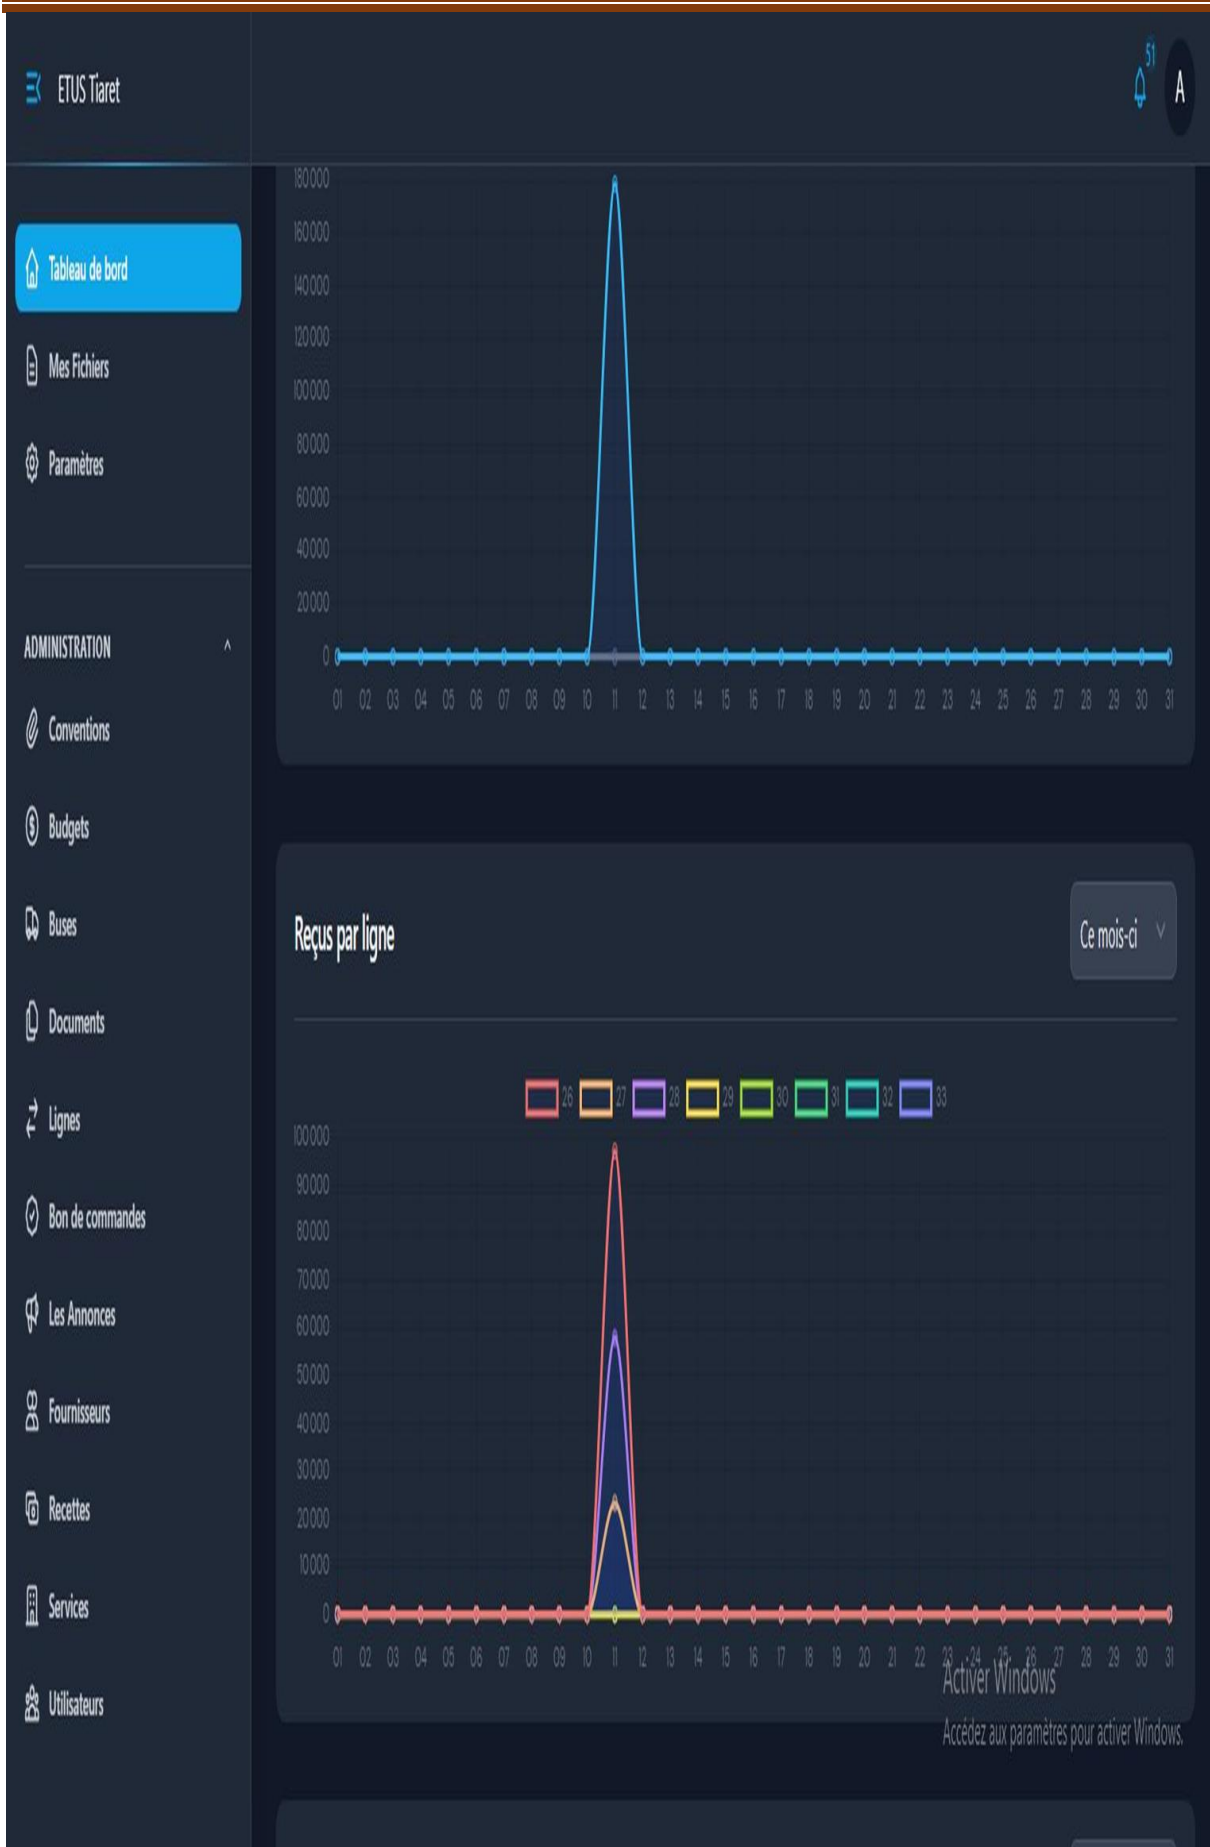 ETUS Tiaret
51
A
Tableau de bord
Mes Fichiers
Paramètres
ADMINISTRATION
Conventions
Budgets
Buses
Documents
Lignes
Bon de commandes
Les Annonces
Fournisseurs
Recettes
Services
Utilisateurs
180000
160000
140000
120000
100000
80000
60000
40000
20000
0
01 02 03 04 05 06 07 08 09 10 11 12 13 14 15 16 17 18 19 20 21 22 23 24 25 26 27 28 29 30 31
Reçus par ligne
Ce mois-ci
26 27 28 29 30 31 32 33
100000
90000
80000
70000
60000
50000
40000
30000
20000
10000
0
01 02 03 04 05 06 07 08 09 10 11 12 13 14 15 16 17 18 19 20 21 22 23 24 25 26 27 28 29 30 31
Activer Windows
Accédez aux paramètres pour activer Windows.